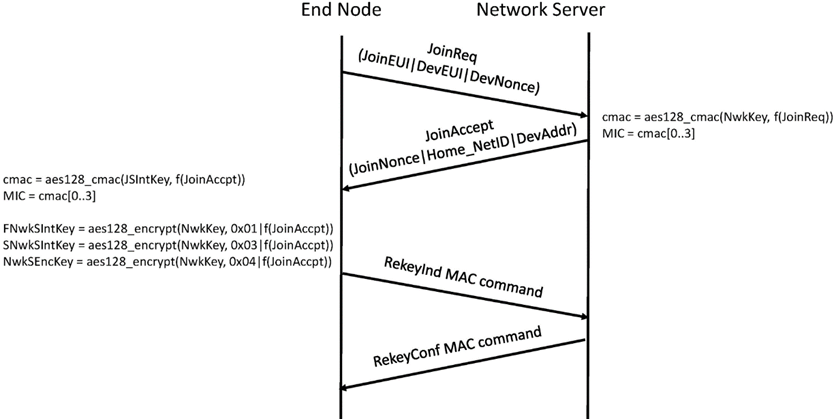 End Node
Network Server
JoinReq
(JoinEUI|DevEUI|DevNonce)
cmac = aes128_cmac(NwkKey, f(JoinReq))
MIC = cmac[0..3]
JoinAccept
(JoinNonce|Home_NetID|DevAddr)
cmac = aes128_cmac(JSIntKey, f(JoinAccpt))
MIC = cmac[0..3]
FNwkSIntKey = aes128_encrypt(NwkKey, 0x01|f(JoinAccpt))
SNwkSIntKey = aes128_encrypt(NwkKey, 0x03|f(JoinAccpt))
NwkSEncKey = aes128_encrypt(NwkKey, 0x04|f(JoinAccpt))
RekeyInd MAC command
RekeyConf MAC command